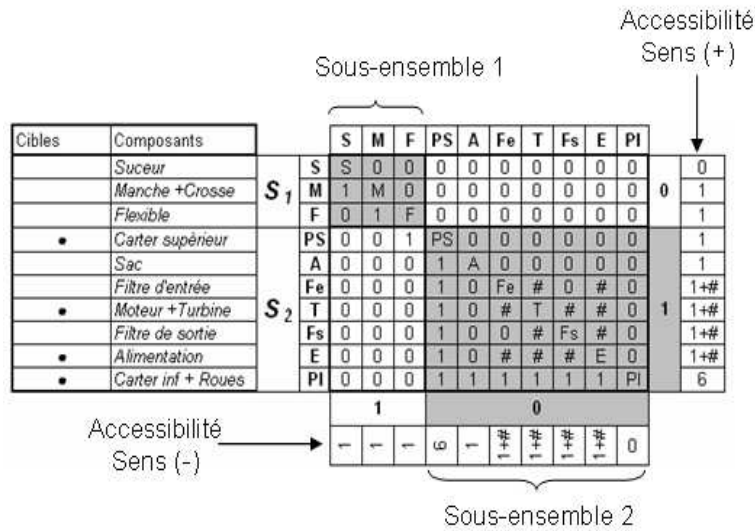 Accessibilité
Sens (+)
Sous-ensemble 1
Cibles Composants S M F PS A Fe T Fs E PI
Suceur S S 0 0 0 0 0 0 0 0 0 0
Manche +Crosse S1 M 1 M 0 0 0 0 0 0 0 0 0 1
Flexible F 0 1 F 0 0 0 0 0 0 0 1
• Carter supèrieur PS 0 0 1 PS 0 0 0 0 0 0 1
Sac A 0 0 0 1 A 0 0 0 0 0 1
Filtre d'entrée Fe 0 0 0 1 0 Fe # 0 # 0 1+#
• Moteur +Turbine S2 T 0 0 0 1 0 # T # # 0 1 1+#
Filtre de sortie Fs 0 0 0 1 0 0 # Fs # 0 1+#
• Alimentation E 0 0 0 1 0 # # # E 0 1+#
• Carter inf + Roues PI 0 0 0 1 1 1 1 1 1 PI 6
1 0
Accessibilité
Sens (-)
1 1 1 6 1 1+# 1+# 1+# 1+# 0
Sous-ensemble 2